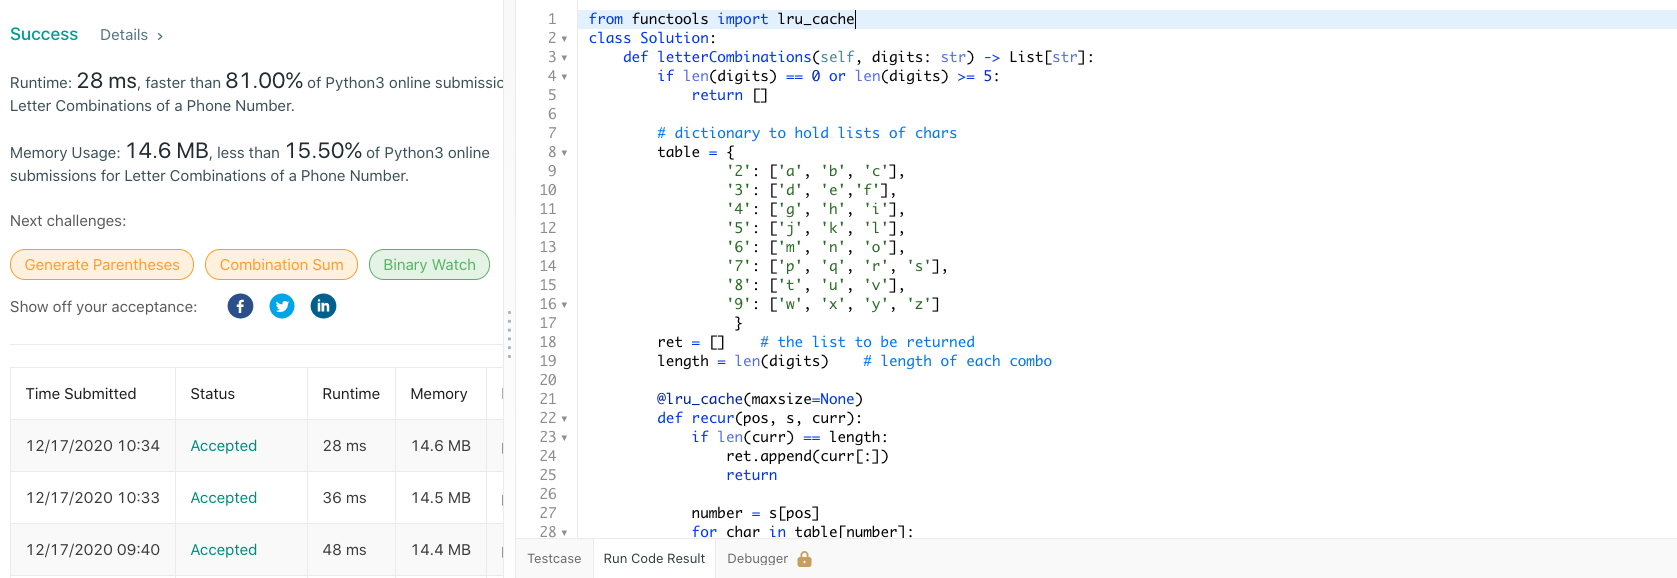 Success Details >
Runtime: 28 ms, faster than 81.00% of Python3 online submissio
Letter Combinations of a Phone Number.
Memory Usage: 14.6 MB, less than 15.50% of Python3 online
submissions for Letter Combinations of a Phone Number.
Next challenges:
Generate Parentheses Combination Sum Binary Watch
Show off your acceptance:
Time Submitted Status Runtime Memory
12/17/2020 10:34 Accepted 28 ms 14.6 MB
12/17/2020 10:33 Accepted 36 ms 14.5 MB
12/17/2020 09:40 Accepted 48 ms 14.4 MB
1 from functools import lru_cache
2 class Solution:
3     def letterCombinations(self, digits: str) -> List[str]:
4         if len(digits) == 0 or len(digits) >= 5:
5             return []
6
7         # dictionary to hold lists of chars
8         table = {
9                 '2': ['a', 'b', 'c'],
10                 '3': ['d', 'e','f'],
11                 '4': ['g', 'h', 'i'],
12                 '5': ['j', 'k', 'l'],
13                 '6': ['m', 'n', 'o'],
14                 '7': ['p', 'q', 'r', 's'],
15                 '8': ['t', 'u', 'v'],
16                 '9': ['w', 'x', 'y', 'z']
17                  }
18         ret = []    # the list to be returned
19         length = len(digits)    # length of each combo
20
21         @lru_cache(maxsize=None)
22         def recur(pos, s, curr):
23             if len(curr) == length:
24                 ret.append(curr[:])
25                 return
26
27             number = s[pos]
28             for char in table[number]:
Testcase Run Code Result Debugger